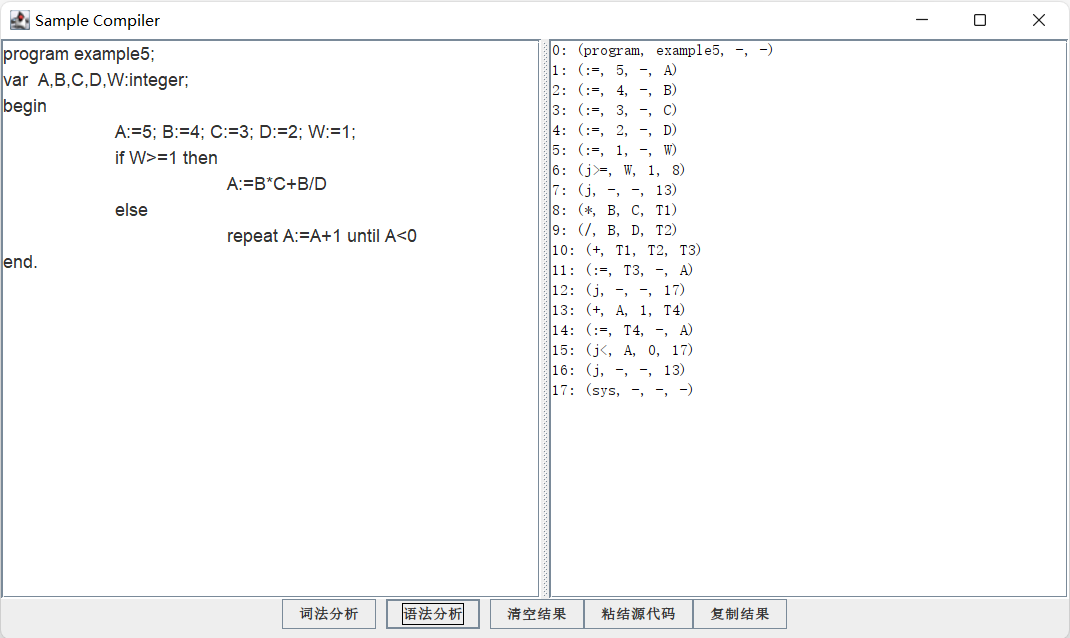 Sample Compiler
program example5;
var  A,B,C,D,W:integer;
begin
A:=5; B:=4; C:=3; D:=2; W:=1;
if W>=1 then
A:=B*C+B/D
else
repeat A:=A+1 until A<0
end.
0: (program, example5, -, -)
1: (:=, 5, -, A)
2: (:=, 4, -, B)
3: (:=, 3, -, C)
4: (:=, 2, -, D)
5: (:=, 1, -, W)
6: (j>=, W, 1, 8)
7: (j, -, -, 13)
8: (*, B, C, T1)
9: (/, B, D, T2)
10: (+, T1, T2, T3)
11: (:=, T3, -, A)
12: (j, -, -, 17)
13: (+, A, 1, T4)
14: (:=, T4, -, A)
15: (j<, A, 0, 17)
16: (j, -, -, 13)
17: (sys, -, -, -)
词法分析 语法分析 清空结果 粘结源代码 复制结果